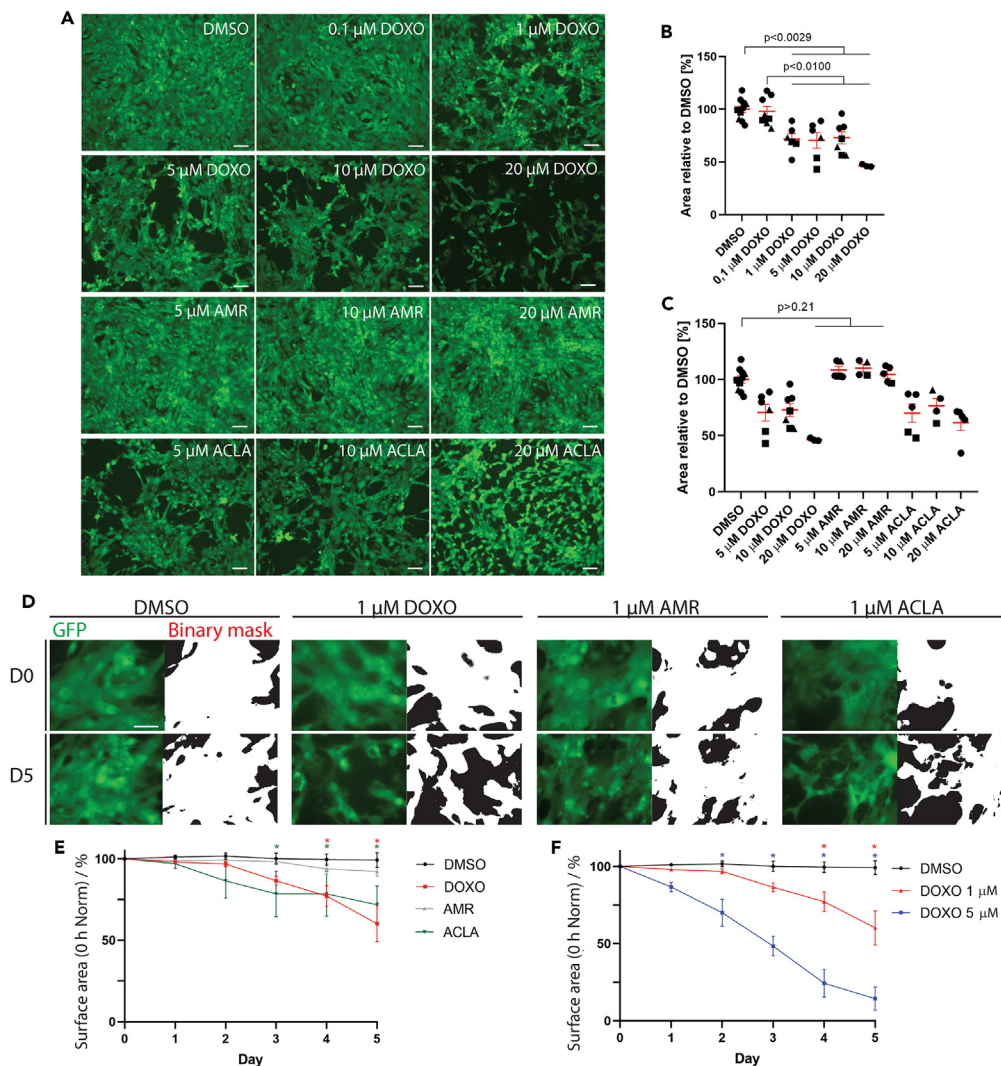 A
DMSO
0.1 µM DOXO
1 µM DOXO
5 µM DOXO
10 µM DOXO
20 µM DOXO
5 µM AMR
10 µM AMR
20 µM AMR
5 µM ACLA
10 µM ACLA
20 µM ACLA
B
p<0.0029
p<0.0100
150
100
50
0
Area relative to DMSO [%]
DMSO
0,1 µM DOXO
1 µM DOXO
5 µM DOXO
10 µM DOXO
20 µM DOXO
C
p>0.21
150
100
50
0
Area relative to DMSO [%]
DMSO
5 µM DOXO
10 µM DOXO
20 µM DOXO
5 µM AMR
10 µM AMR
20 µM AMR
5 µM ACLA
10 µM ACLA
20 µM ACLA
D
DMSO
1 µM DOXO
1 µM AMR
1 µM ACLA
GFP
Binary mask
D0
D5
E
* * *
* *
100
50
0
Surface area (0 h Norm) / %
0 1 2 3 4 5
Day
DMSO
DOXO
AMR
ACLA
F
* *
* * * *
100
50
0
Surface area (0 h Norm) / %
0 1 2 3 4 5
Day
DMSO
DOXO 1 µM
DOXO 5 µM